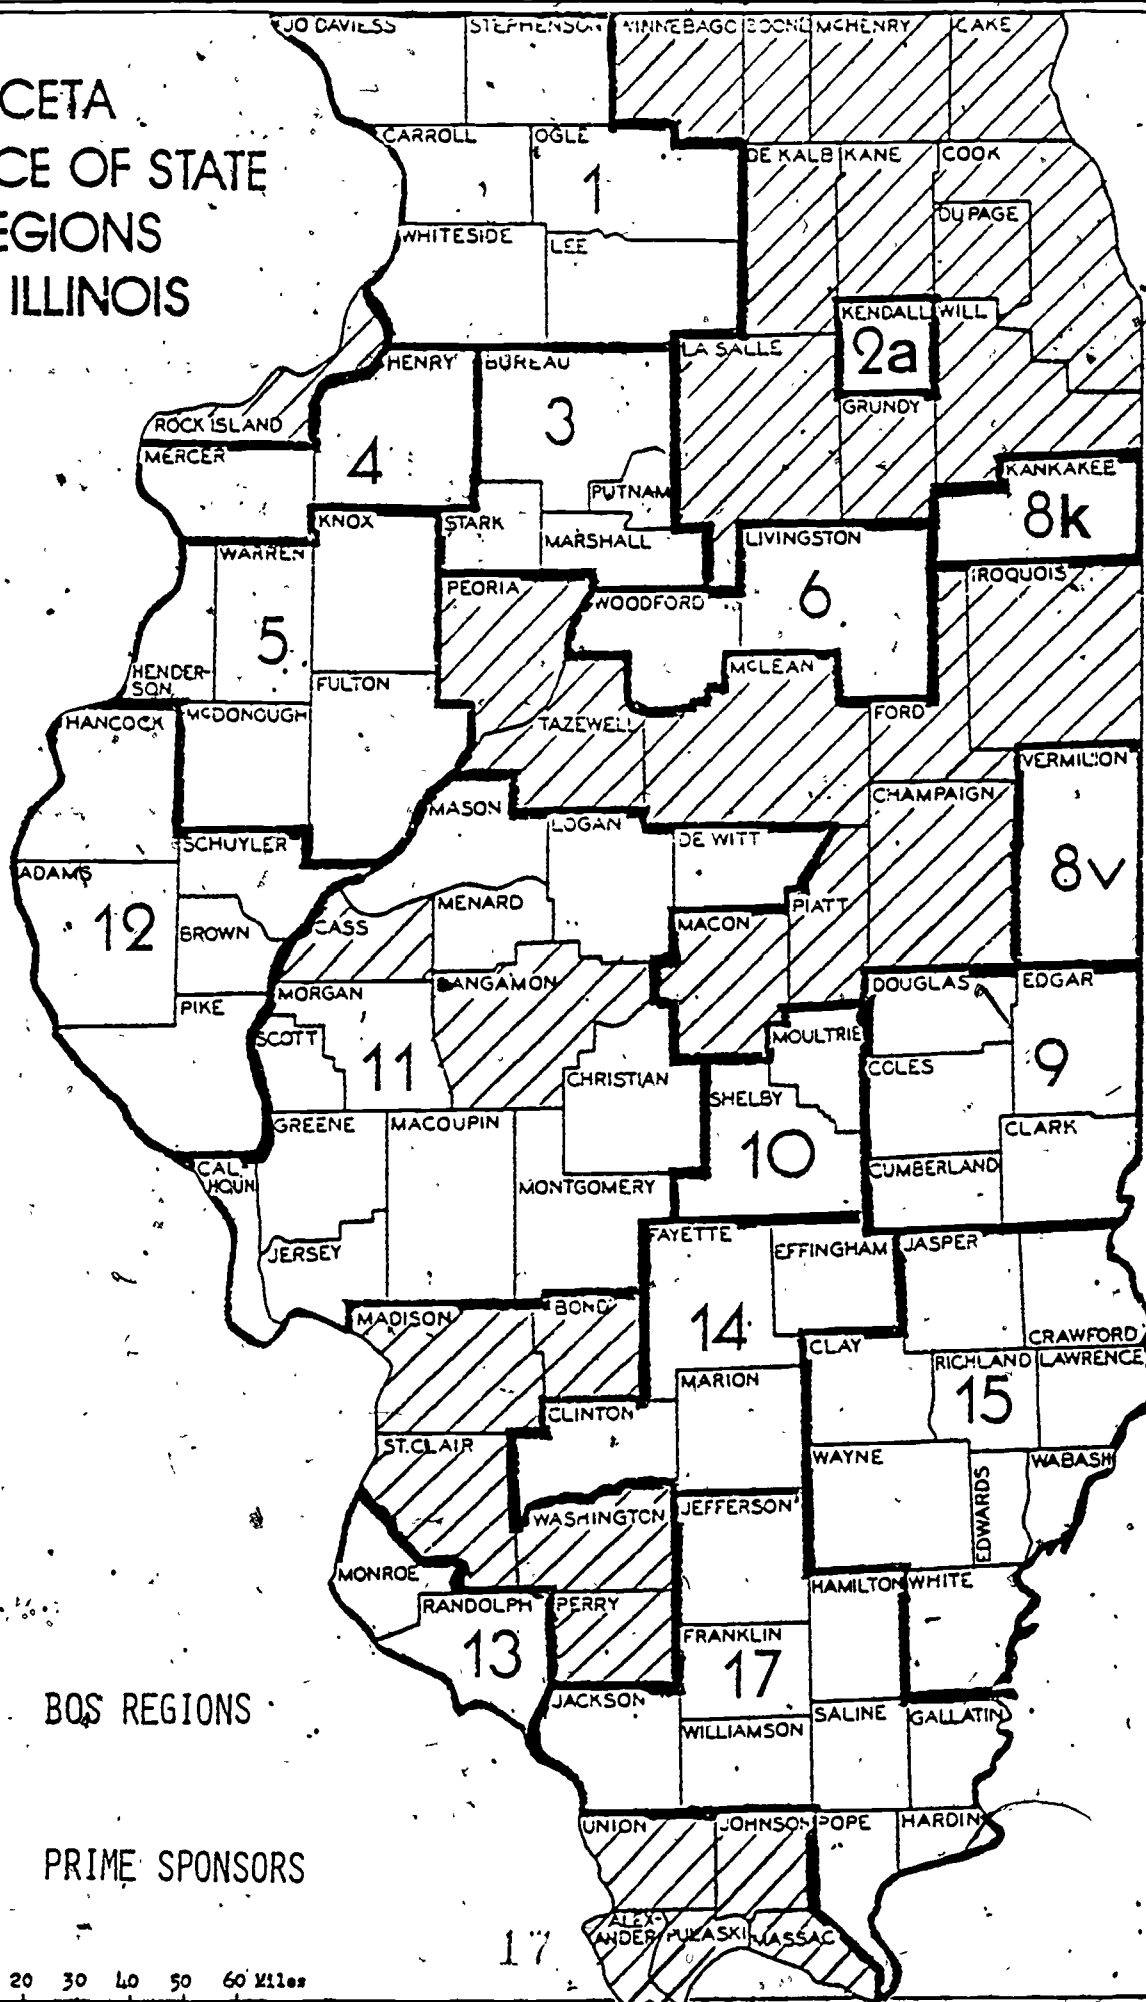 JO DAVIESS STEPHENSON WINNEBAGO BOONE MCHENRY LAKE
CETA
CE OF STATE
EGIONS
ILLINOIS
CARROLL OGLE
1
DE KALB KANE COOK
DU PAGE
WHITESIDE LEE
KENDALL WILL
2a
LA SALLE
HENRY BUREAU
3
GRUNDY
ROCK ISLAND
MERCER
4
KANKAKEE
8k
PUTNAM
KNOX STARK
MARSHALL
LIVINGSTON
WARREN
PEORIA
IROQUOIS
WOODFORD
6
5
HENDER-
SON
MCLEAN
FULTON
HANCOCK MCDONOUGH
TAZEWELL
FORD
VERMILION
CHAMPAIGN
MASON
LOGAN
DE WITT
SCHUYLER
ADAMS
8v
12
MENARD
PIATT
BROWN
CASS
MACON
SANGAMON
DOUGLAS EDGAR
MORGAN
PIKE
SCOTT
MOULTRIE
11
9
CHRISTIAN
COLES
SHELBY
GREENE MACOUPIN
CLARK
10
CUMBERLAND
CAL
HOUN
MONTGOMERY
FAYETTE
EFFINGHAM JASPER
JERSEY
BOND
MADISON
14
CRAWFORD
CLAY
RICHLAND LAWRENCE
MARION
15
CLINTON
ST. CLAIR
WAYNE
WABASH
EDWARDS
JEFFERSON
WASHINGTON
MONROE
HAMILTON WHITE
RANDOLPH PERRY
FRANKLIN
13
17
JACKSON
BOS REGIONS
SALINE GALLATIN
WILLIAMSON
UNION JOHNSON POPE HARDIN
PRIME SPONSORS
ALEX-
ANDER PULASKI MASSAC
17
20 30 40 50 60 Miles